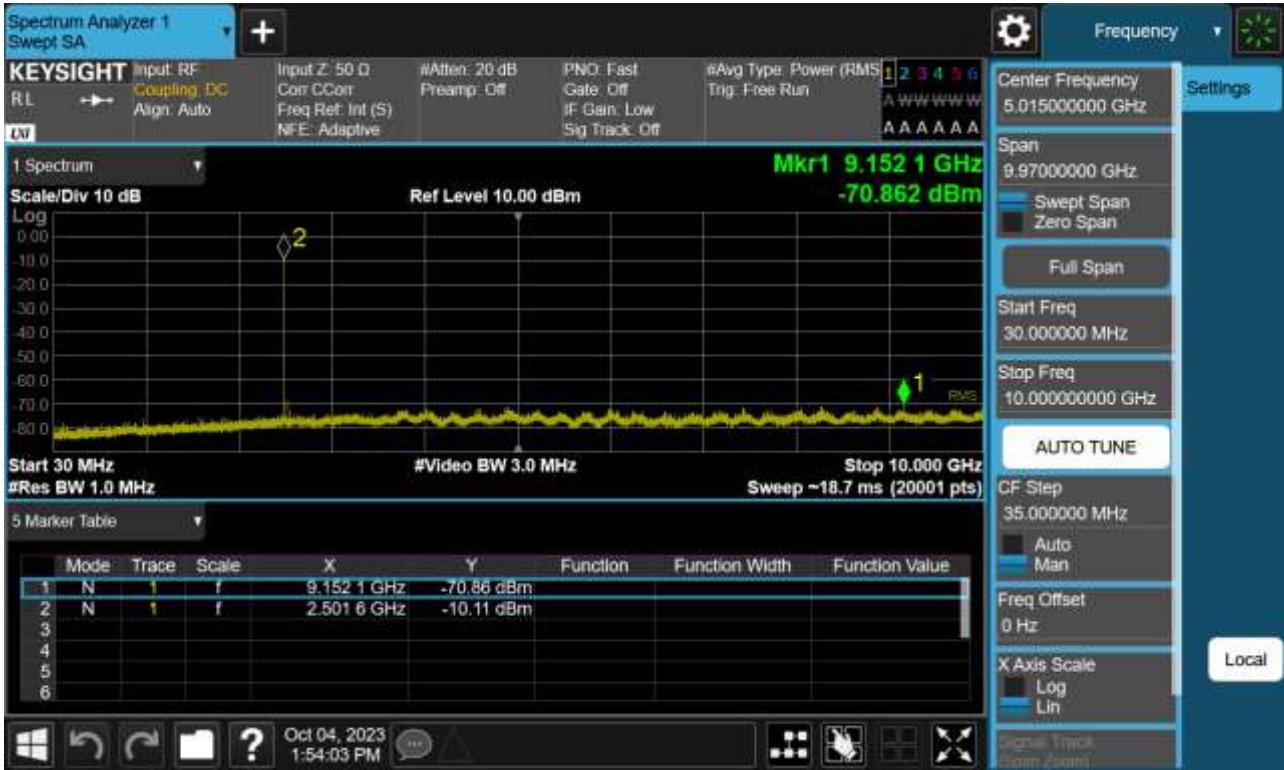 Spectrum Analyzer 1
Swept SA
+
Frequency
KEYSIGHT
RL
LXI
Input: RF
Coupling: DC
Align: Auto
Input Z: 50 Ω
Corr CCorr
Freq Ref: Int (S)
NFE: Adaptive
#Atten: 20 dB
Preamp: Off
PNO: Fast
Gate: Off
IF Gain: Low
Sig Track: Off
#Avg Type: Power (RMS
Trig: Free Run
1 2 3 4 5 6
A W W W W W
A A A A A A
1 Spectrum
Scale/Div 10 dB
Ref Level 10.00 dBm
Mkr1 9.152 1 GHz
-70.862 dBm
Log
0.00
-10.0
-20.0
-30.0
-40.0
-50.0
-60.0
-70.0
-80.0
2
1
RMS
Start 30 MHz
#Video BW 3.0 MHz
Stop 10.000 GHz
#Res BW 1.0 MHz
Sweep ~18.7 ms (20001 pts)
5 Marker Table
Mode Trace Scale X Y Function Function Width Function Value
1 N 1 f 9.152 1 GHz -70.86 dBm
2 N 1 f 2.501 6 GHz -10.11 dBm
3
4
5
6
Oct 04, 2023
1:54:03 PM
?
Center Frequency
5.015000000 GHz
Settings
Span
9.97000000 GHz
Swept Span
Zero Span
Full Span
Start Freq
30.000000 MHz
Stop Freq
10.000000000 GHz
AUTO TUNE
CF Step
35.000000 MHz
Auto
Man
Freq Offset
0 Hz
X Axis Scale
Log
Lin
Local
Signal Track
(Span Zoom)